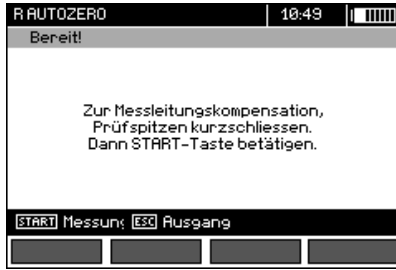 R AUTOZERO 10:49
Bereit!
Zur Messleitungskompensation,
Prüfspitzen kurzschliessen.
Dann START-Taste betätigen.
START Messung ESC Ausgang